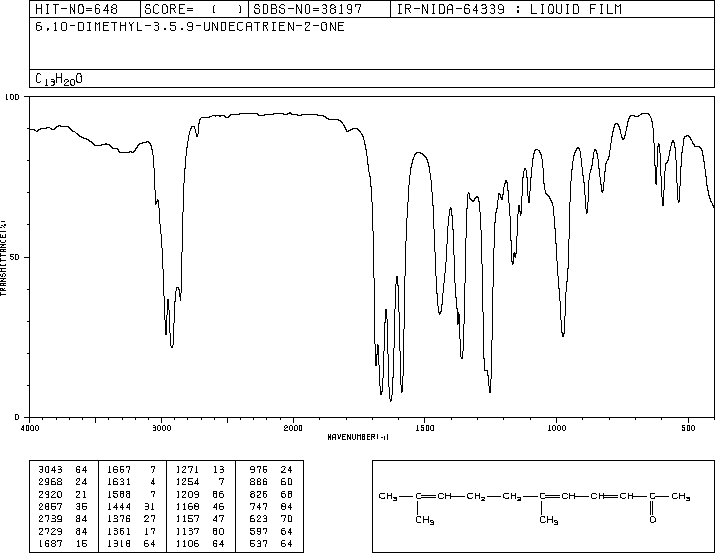 HIT-NO=648 SCORE= ( ) SDBS-NO=38197 IR-NIDA-64339 : LIQUID FILM
6,10-DIMETHYL-3,5,9-UNDECATRIEN-2-ONE
C13H20O
100
50
0
TRANSMITTANCE(%)
4000 3000 2000 1500 1000 500
WAVENUMBER(-1)
3043 64 1667 7 1271 13 976 24
2968 24 1631 4 1254 7 886 60
2920 21 1588 7 1209 86 826 68
2857 35 1444 31 1168 46 747 84
2739 84 1376 27 1157 47 623 70
2729 84 1361 17 1137 80 597 64
1687 15 1318 64 1106 64 537 64
CH3 C CH CH2 CH2 C CH CH CH C CH3
CH3 CH3 O